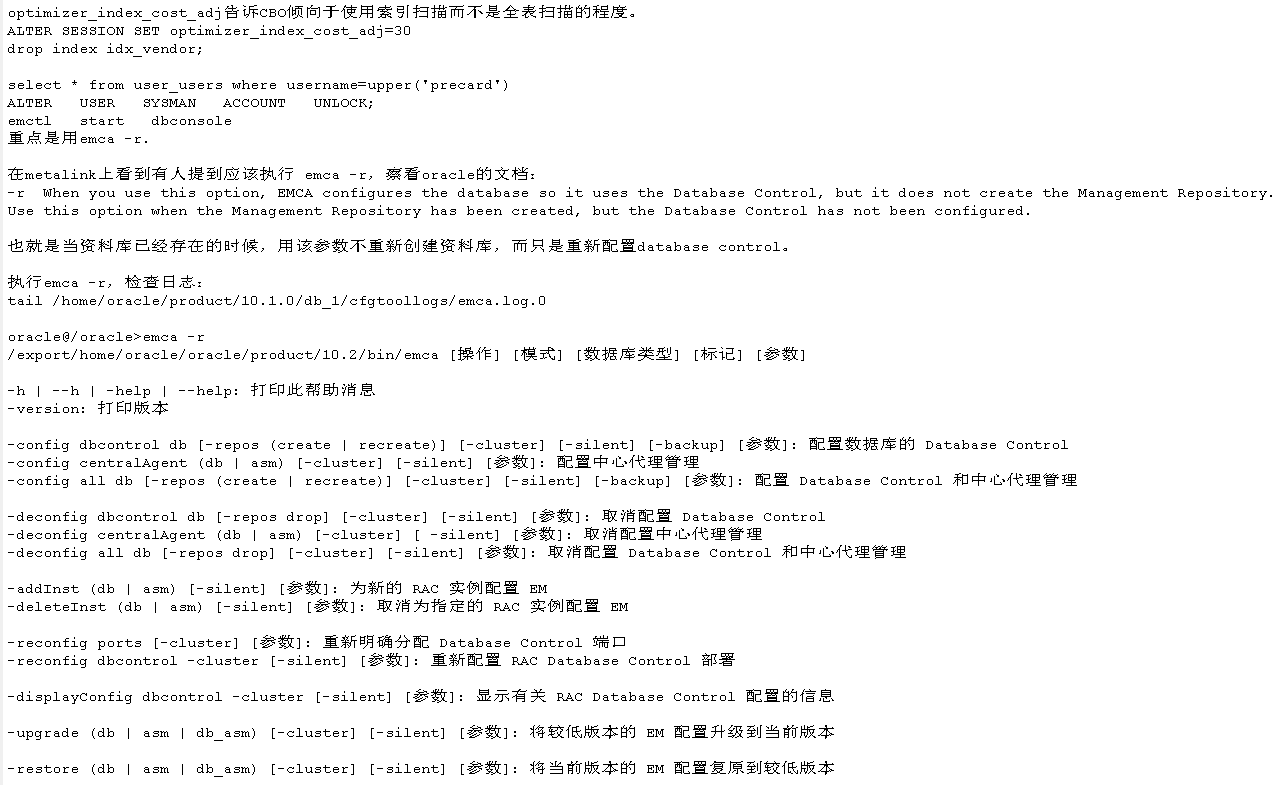 optimizer_index_cost_adj告诉CBO倾向于使用索引扫描而不是全表扫描的程度。
ALTER SESSION SET optimizer_index_cost_adj=30
drop index idx_vendor;
select * from user_users where username=upper('precard')
ALTER USER SYSMAN ACCOUNT UNLOCK;
emctl start dbconsole
重点是用emca -r.
在metalink上看到有人提到应该执行 emca -r，察看oracle的文档：
-r When you use this option, EMCA configures the database so it uses the Database Control, but it does not create the Management Repository.
Use this option when the Management Repository has been created, but the Database Control has not been configured.
也就是当资料库已经存在的时候，用该参数不重新创建资料库，而只是重新配置database control。
执行emca -r，检查日志：
tail /home/oracle/product/10.1.0/db_1/cfgtoollogs/emca.log.0
oracle@/oracle>emca -r
/export/home/oracle/oracle/product/10.2/bin/emca [操作] [模式] [数据库类型] [标记] [参数]
-h | --h | -help | --help: 打印此帮助消息
-version: 打印版本
-config dbcontrol db [-repos (create | recreate)] [-cluster] [-silent] [-backup] [参数]: 配置数据库的 Database Control
-config centralAgent (db | asm) [-cluster] [-silent] [参数]: 配置中心代理管理
-config all db [-repos (create | recreate)] [-cluster] [-silent] [-backup] [参数]: 配置 Database Control 和中心代理管理
-deconfig dbcontrol db [-repos drop] [-cluster] [-silent] [参数]: 取消配置 Database Control
-deconfig centralAgent (db | asm) [-cluster] [ -silent] [参数]: 取消配置中心代理管理
-deconfig all db [-repos drop] [-cluster] [-silent] [参数]: 取消配置 Database Control 和中心代理管理
-addInst (db | asm) [-silent] [参数]: 为新的 RAC 实例配置 EM
-deleteInst (db | asm) [-silent] [参数]: 取消为指定的 RAC 实例配置 EM
-reconfig ports [-cluster] [参数]: 重新明确分配 Database Control 端口
-reconfig dbcontrol -cluster [-silent] [参数]: 重新配置 RAC Database Control 部署
-displayConfig dbcontrol -cluster [-silent] [参数]: 显示有关 RAC Database Control 配置的信息
-upgrade (db | asm | db_asm) [-cluster] [-silent] [参数]: 将较低版本的 EM 配置升级到当前版本
-restore (db | asm | db_asm) [-cluster] [-silent] [参数]: 将当前版本的 EM 配置复原到较低版本